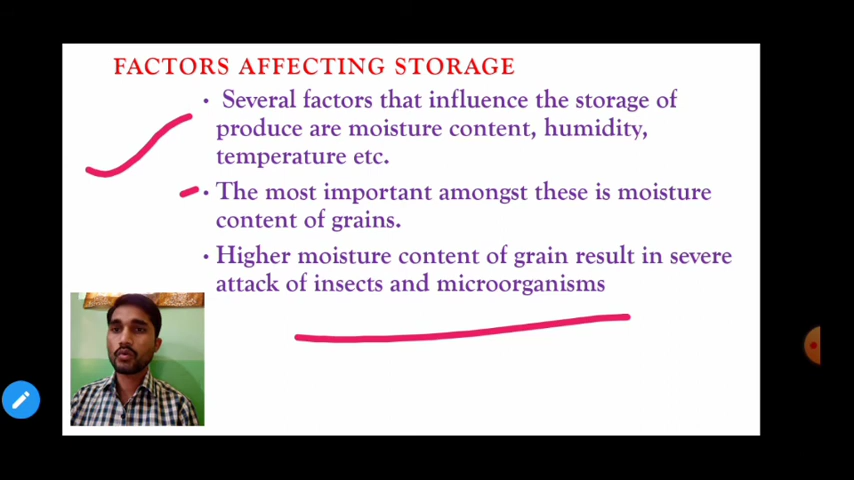 FACTORS AFFECTING STORAGE
• Several factors that influence the storage of
produce are moisture content, humidity,
temperature etc.
• The most important amongst these is moisture
content of grains.
• Higher moisture content of grain result in severe
attack of insects and microorganisms